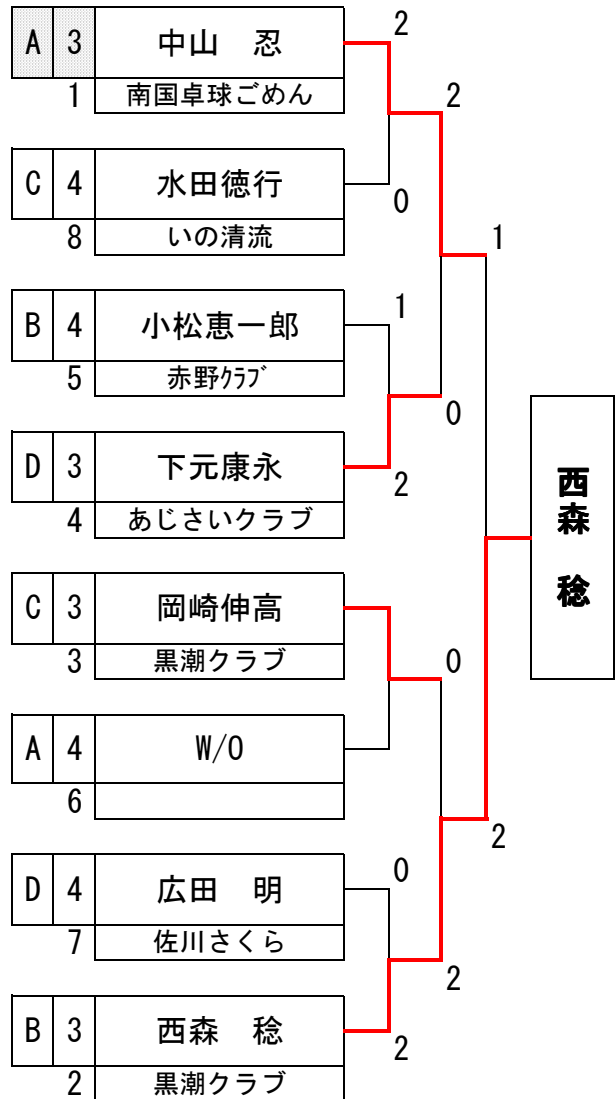 A 3 中山　忍 2
1 南国卓球ごめん 2
C 4 水田徳行 0
8 いの清流 1
B 4 小松恵一郎 1
5 赤野ｸﾗﾌﾞ 0
D 3 下元康永 2
4 あじさいクラブ
西森　稔
C 3 岡崎伸高
3 黒潮クラブ 0
A 4 W/O
6 2
D 4 広田　明 0
7 佐川さくら 2
B 3 西森　稔 2
2 黒潮クラブ